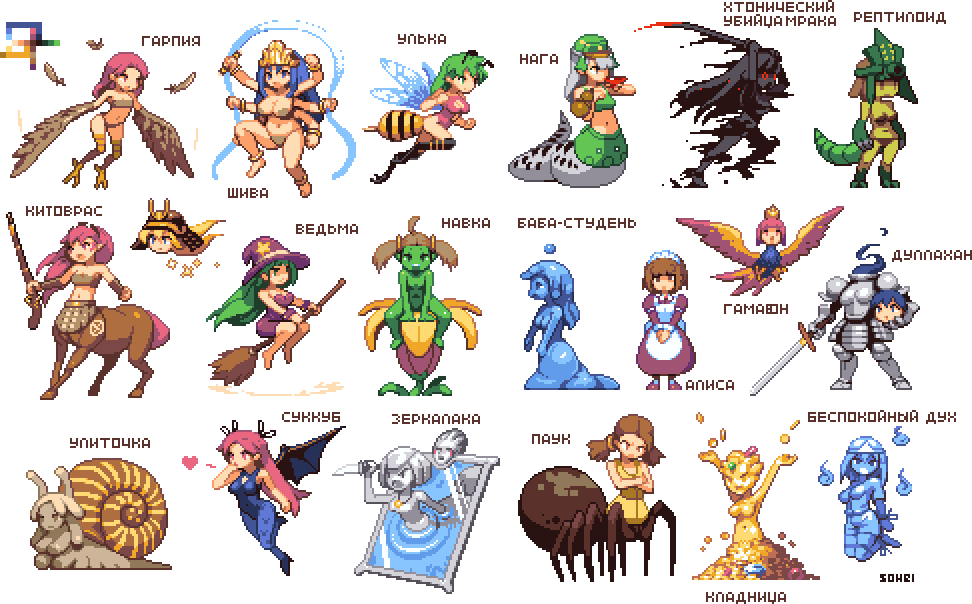 ХТОНИЧЕСКИЙ
УБИЙЦА МРАКА
РЕПТИЛОИД
ГАРПИЯ
УЛЬКА
НАГА
ШИВА
КИТОВРАС
ВЕДЬМА
НАВКА
БАБА-СТУДЕНЬ
ДУЛЛАХАН
ГАМАЮН
АЛИСА
УЛИТОЧКА
СУККУБ
ЗЕРКАЛАКА
ПАУК
БЕСПОКОЙНЫЙ ДУХ
SOHEI
КЛАДНИЦА